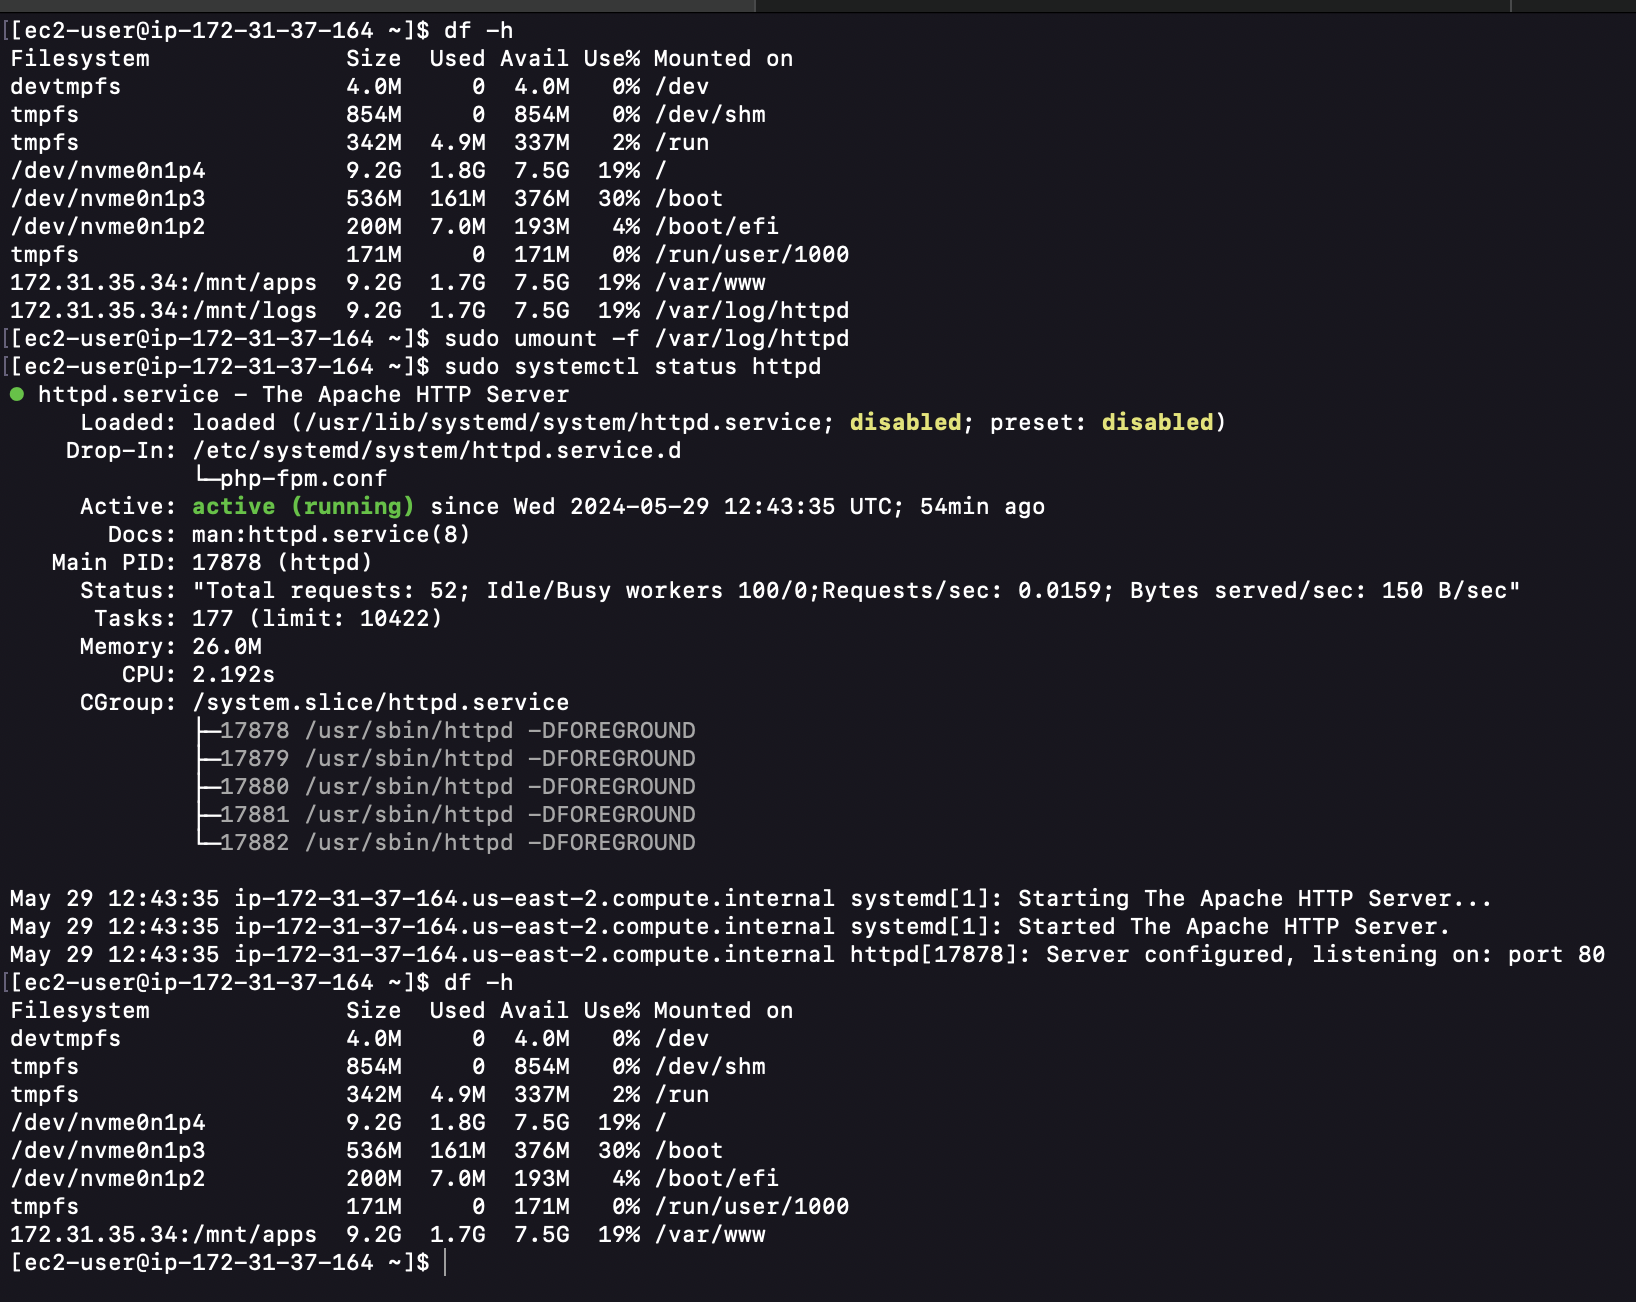 [[ec2-user@ip-172-31-37-164 ~]$ df -h
Filesystem              Size  Used Avail Use% Mounted on
devtmpfs                4.0M     0  4.0M   0% /dev
tmpfs                   854M     0  854M   0% /dev/shm
tmpfs                   342M  4.9M  337M   2% /run
/dev/nvme0n1p4          9.2G  1.8G  7.5G  19% /
/dev/nvme0n1p3          536M  161M  376M  30% /boot
/dev/nvme0n1p2          200M  7.0M  193M   4% /boot/efi
tmpfs                   171M     0  171M   0% /run/user/1000
172.31.35.34:/mnt/apps  9.2G  1.7G  7.5G  19% /var/www
172.31.35.34:/mnt/logs  9.2G  1.7G  7.5G  19% /var/log/httpd
[[ec2-user@ip-172-31-37-164 ~]$ sudo umount -f /var/log/httpd
[[ec2-user@ip-172-31-37-164 ~]$ sudo systemctl status httpd
● httpd.service - The Apache HTTP Server
     Loaded: loaded (/usr/lib/systemd/system/httpd.service; disabled; preset: disabled)
    Drop-In: /etc/systemd/system/httpd.service.d
             └─php-fpm.conf
     Active: active (running) since Wed 2024-05-29 12:43:35 UTC; 54min ago
       Docs: man:httpd.service(8)
   Main PID: 17878 (httpd)
     Status: "Total requests: 52; Idle/Busy workers 100/0;Requests/sec: 0.0159; Bytes served/sec: 150 B/sec"
      Tasks: 177 (limit: 10422)
     Memory: 26.0M
        CPU: 2.192s
     CGroup: /system.slice/httpd.service
             ├─17878 /usr/sbin/httpd -DFOREGROUND
             ├─17879 /usr/sbin/httpd -DFOREGROUND
             ├─17880 /usr/sbin/httpd -DFOREGROUND
             ├─17881 /usr/sbin/httpd -DFOREGROUND
             └─17882 /usr/sbin/httpd -DFOREGROUND
May 29 12:43:35 ip-172-31-37-164.us-east-2.compute.internal systemd[1]: Starting The Apache HTTP Server...
May 29 12:43:35 ip-172-31-37-164.us-east-2.compute.internal systemd[1]: Started The Apache HTTP Server.
May 29 12:43:35 ip-172-31-37-164.us-east-2.compute.internal httpd[17878]: Server configured, listening on: port 80
[[ec2-user@ip-172-31-37-164 ~]$ df -h
Filesystem              Size  Used Avail Use% Mounted on
devtmpfs                4.0M     0  4.0M   0% /dev
tmpfs                   854M     0  854M   0% /dev/shm
tmpfs                   342M  4.9M  337M   2% /run
/dev/nvme0n1p4          9.2G  1.8G  7.5G  19% /
/dev/nvme0n1p3          536M  161M  376M  30% /boot
/dev/nvme0n1p2          200M  7.0M  193M   4% /boot/efi
tmpfs                   171M     0  171M   0% /run/user/1000
172.31.35.34:/mnt/apps  9.2G  1.7G  7.5G  19% /var/www
[ec2-user@ip-172-31-37-164 ~]$